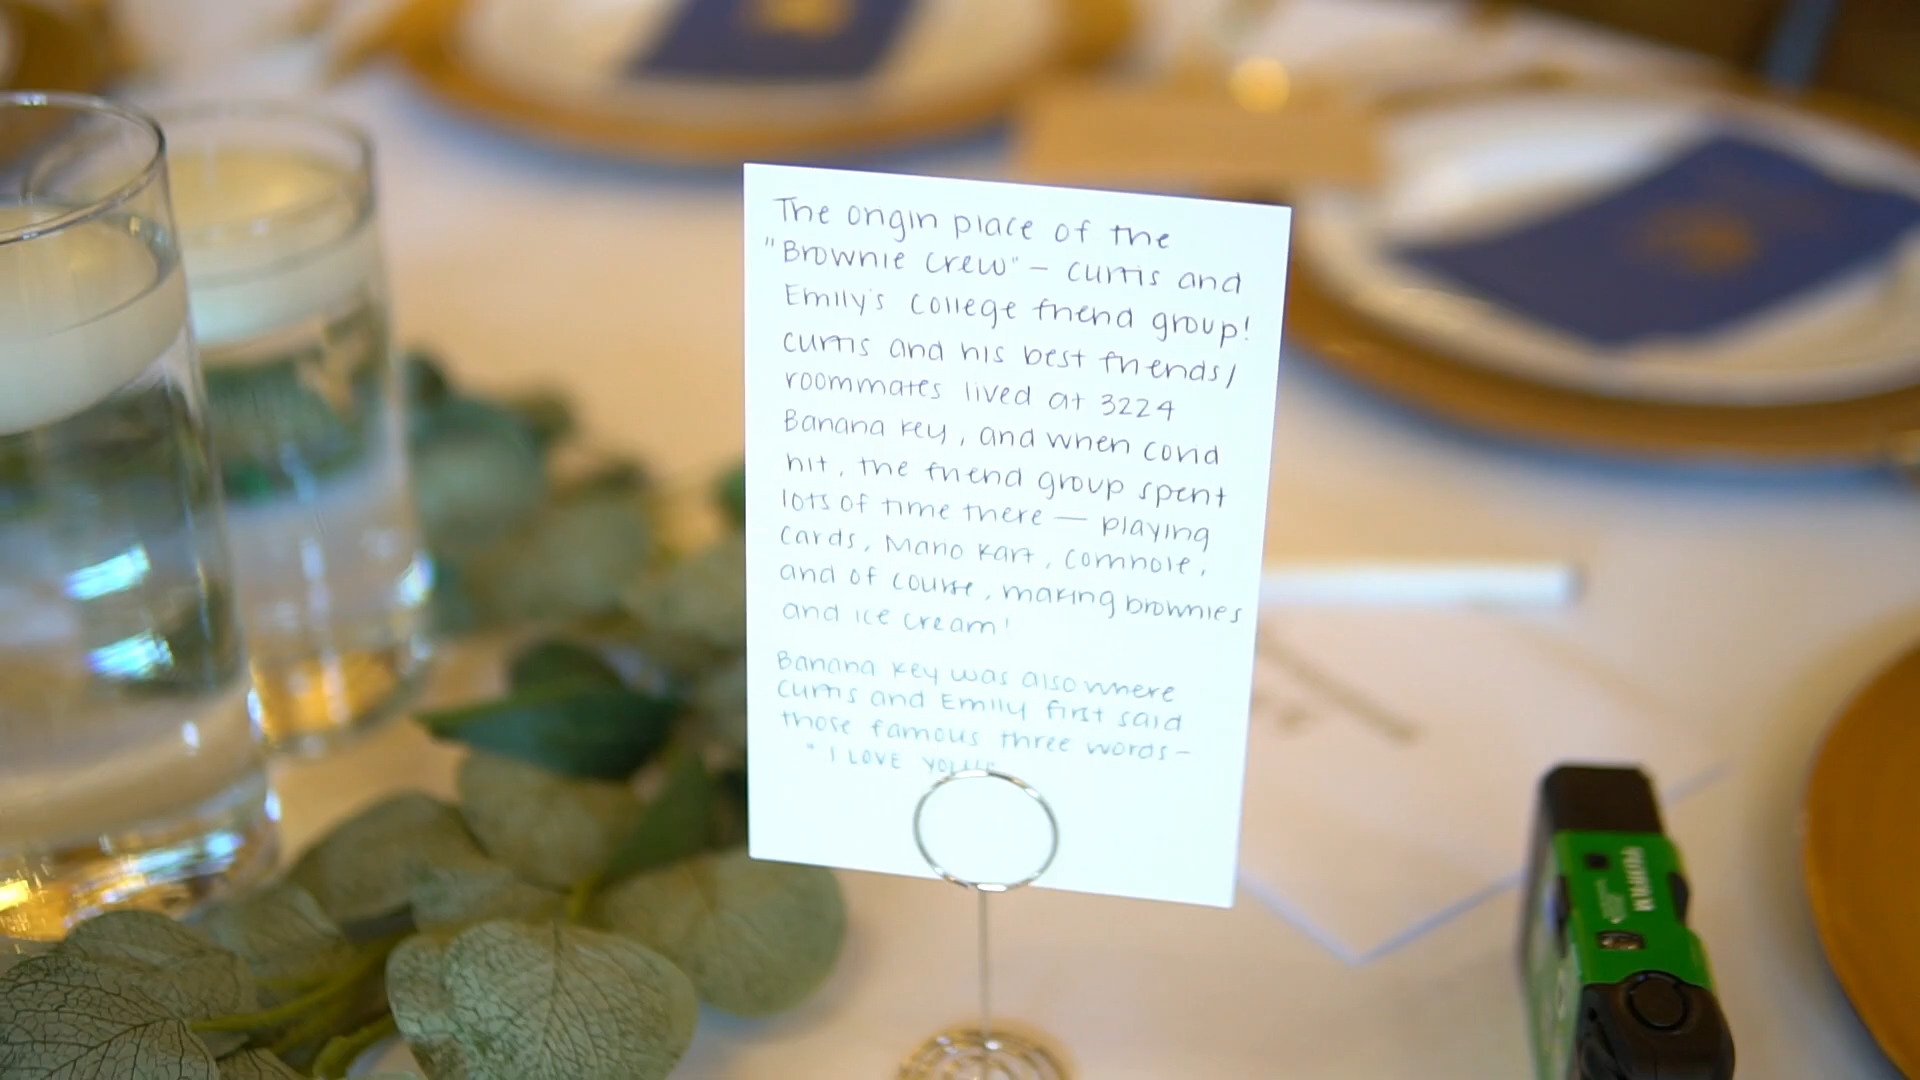 The origin place of the
"Brownie Crew" — Curtis and
Emily's college friend group!
Curtis and his best friends/
roommates lived at 3224
Banana Key, and when covid
hit, the friend group spent
lots of time there — playing
cards, Mario Kart, cornhole,
and of course, making brownies
and ice cream!
Banana Key was also where
Curtis and Emily first said
those famous three words —
"I LOVE YOU!"
FUJIFILM